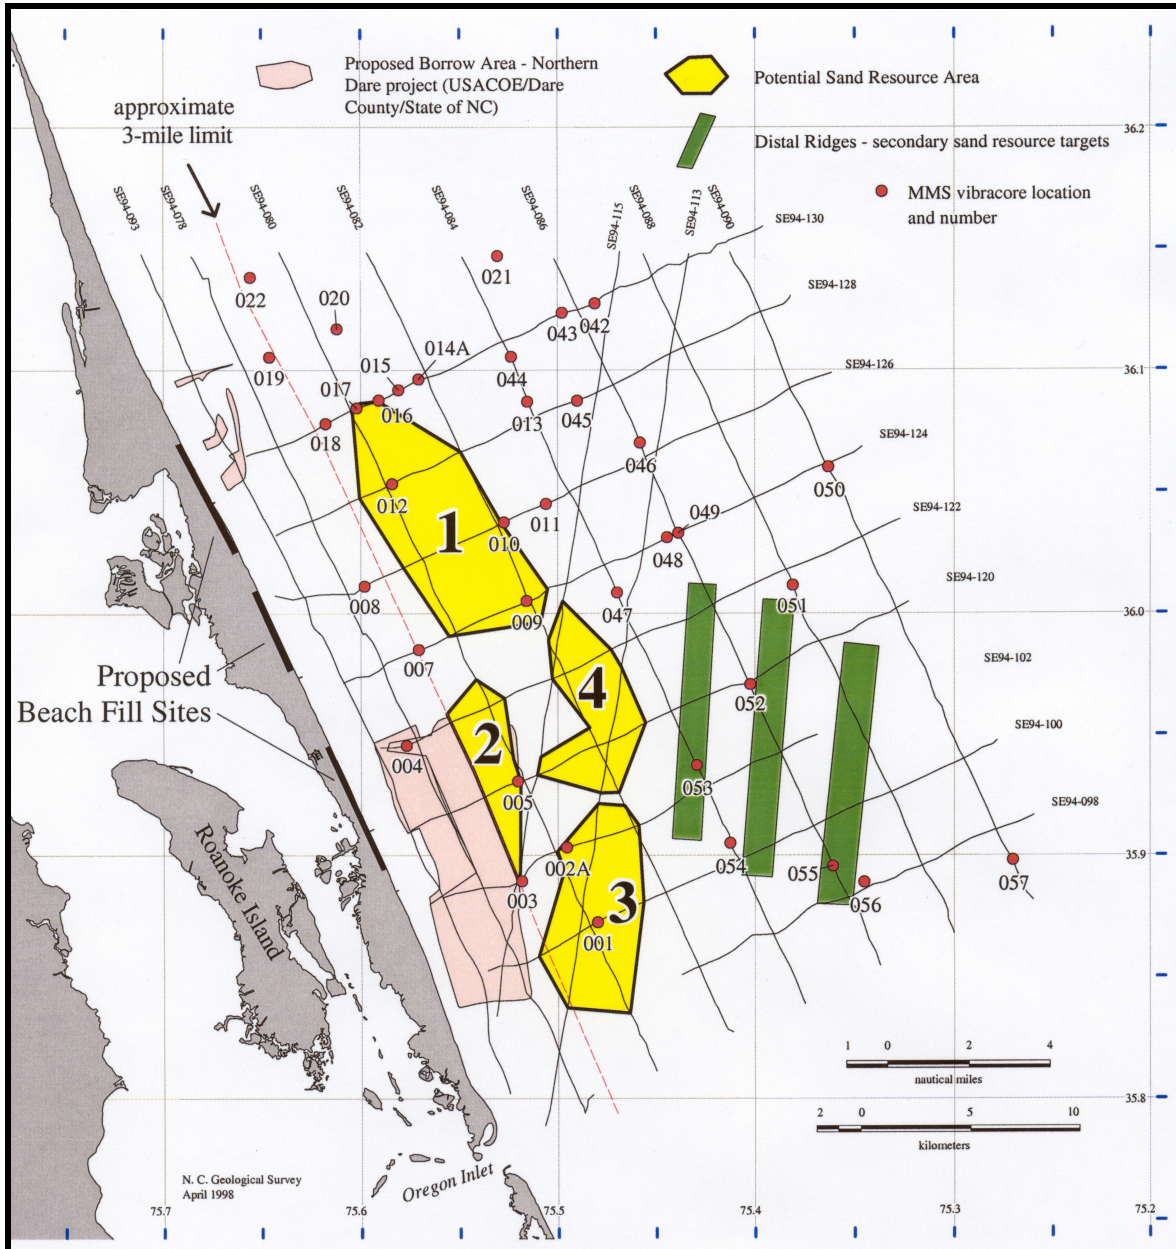 Proposed Borrow Area - Northern
Dare project (USACOE/Dare
County/State of NC)
Potential Sand Resource Area
Distal Ridges - secondary sand resource targets
MMS vibracore location
and number
approximate
3-mile limit
36.2
SE94-093
SE94-078
SE94-080
SE94-082
SE94-084
SE94-086
SE94-115
SE94-088
SE94-113
SE94-090
SE94-130
SE94-128
SE94-126
SE94-124
SE94-122
SE94-120
SE94-102
SE94-100
SE94-098
021
022
020
043
042
014A
015
019
017
044
36.1
016
013
045
018
046
012
050
1
011
049
010
048
008
051
009
047
36.0
007
Proposed
Beach Fill Sites
4
052
2
004
053
005
Roanoke Island
002A
054
055
057
35.9
003
3
056
001
1
0
2
4
nautical miles
35.8
2
0
5
10
kilometers
N. C. Geological Survey
April 1998
Oregon Inlet
75.7
75.6
75.5
75.4
75.3
75.2